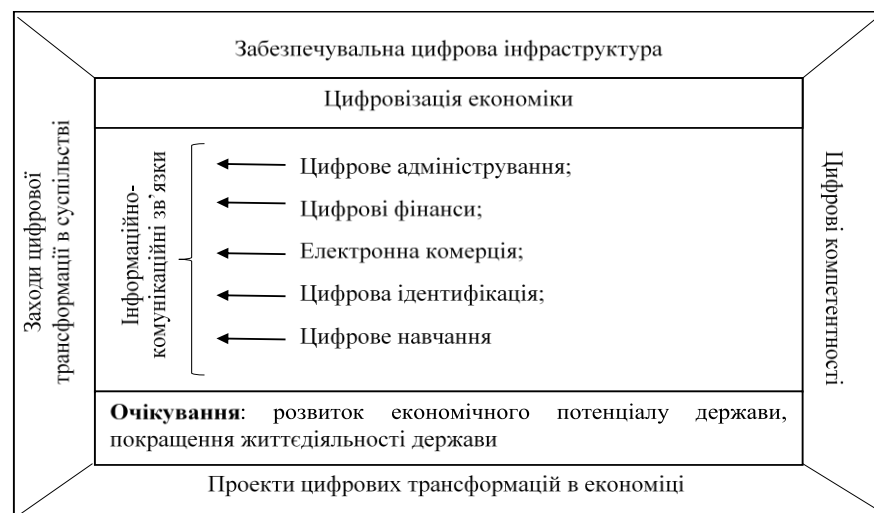 Забезпечувальна цифрова інфраструктура
Цифровізація економіки
Заходи цифрової
трансформації в суспільстві
Інформаційно-
комунікаційні зв’язки
Цифрове адміністрування;
Цифрові фінанси;
Електронна комерція;
Цифрова ідентифікація;
Цифрове навчання
Цифрові компетентності
Очікування: розвиток економічного потенціалу держави,
покращення життєдіяльності держави
Проекти цифрових трансформацій в економіці